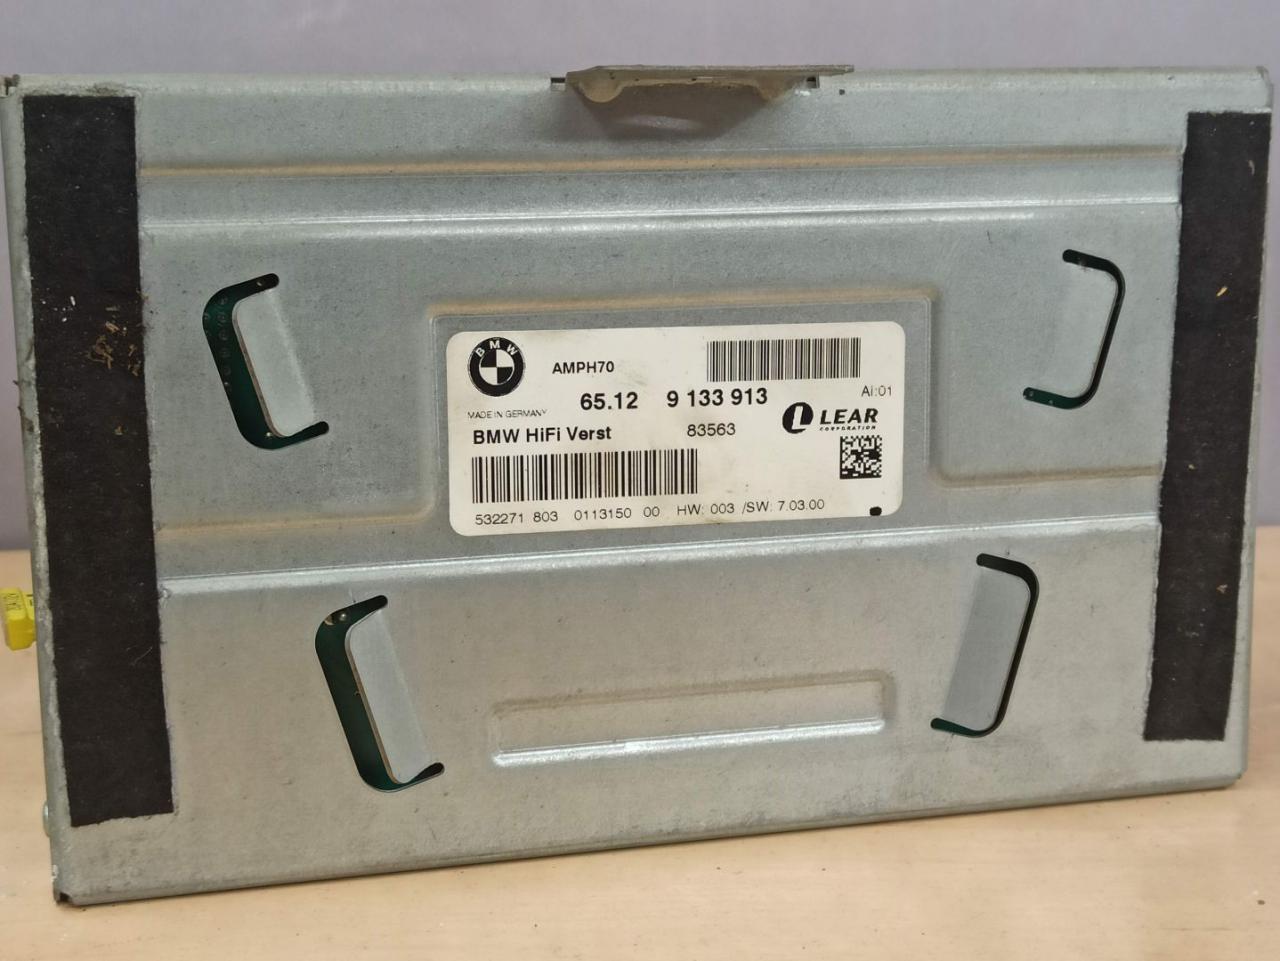 BMW
AMPH70
MADE IN GERMANY
65.12 9 133 913
AI:01
BMW HiFi Verst
83563
LEAR
CORPORATION
532271 803 0113150 00 HW: 003 /SW: 7.03.00